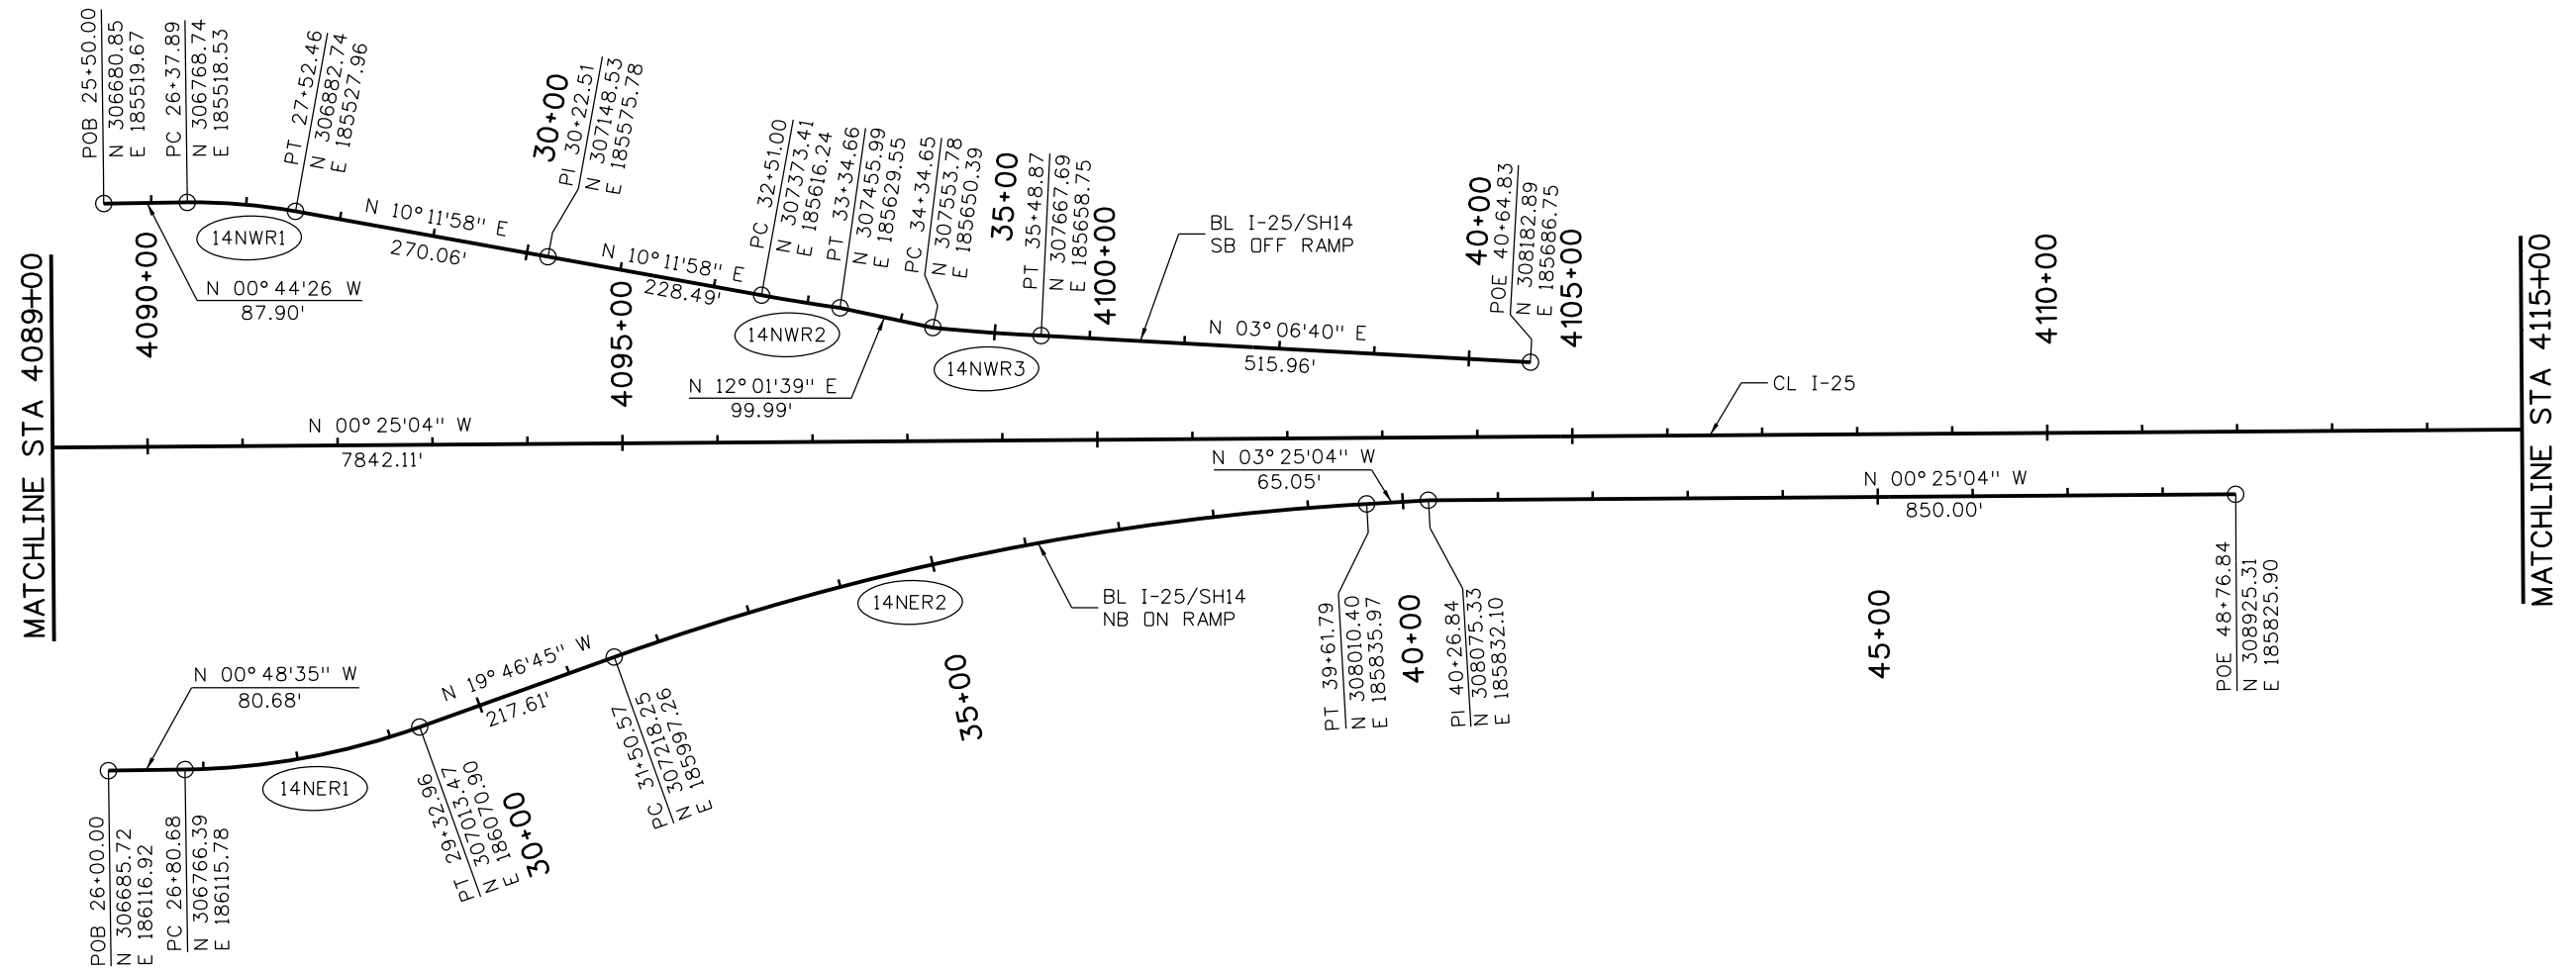 POB 25+50.00
N 306680.85
E 185519.67
PC 26+37.89
N 306768.74
E 185518.53
PT 27+52.46
N 306882.74
E 185527.96
30+00
PI 30+22.51
N 307148.53
E 185575.78
PC 32+51.00
N 307373.41
E 185616.24
PT 33+34.66
N 307455.99
E 185629.55
PC 34+34.65
N 307553.78
E 185650.39
35+00
PT 35+48.87
N 307667.69
E 185658.75
40+00
POE 40+64.83
N 308182.89
E 185686.75
14NWR1
N 10°11'58" E
270.06'
N 10°11'58" E
228.49'
14NWR2
14NWR3
N 00°44'26 W
87.90'
N 12°01'39" E
99.99'
N 03°06'40" E
515.96'
BL I-25/SH14
SB OFF RAMP
MATCHLINE STA 4089+00
4090+00
4095+00
4100+00
4105+00
4110+00
MATCHLINE STA 4115+00
CL I-25
N 00°25'04" W
7842.11'
N 03°25'04" W
65.05'
N 00°25'04" W
850.00'
14NER2
BL I-25/SH14
NB ON RAMP
N 00°48'35" W
80.68'
N 19°46'45" W
217.61'
14NER1
POB 26+00.00
N 306685.72
E 186116.92
PC 26+80.68
N 306766.39
E 186115.78
PT 29+32.96
N 307013.47
E 186070.90
30+00
PC 31+50.57
N 307218.25
E 185997.26
35+00
PT 39+61.79
N 308010.40
E 185835.97
40+00
PI 40+26.84
N 308075.33
E 185832.10
45+00
POE 48+76.84
N 308925.31
E 185825.90